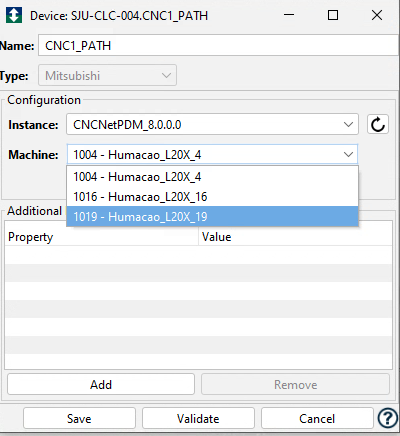 Device: SJU-CLC-004.CNC1_PATH
Name: CNC1_PATH
Type: Mitsubishi
Configuration
Instance: CNCNetPDM_8.0.0.0
Machine: 1004 - Humacao_L20X_4
1004 - Humacao_L20X_4
1016 - Humacao_L20X_16
1019 - Humacao_L20X_19
Additional
Property Value
Add Remove
Save Validate Cancel ?